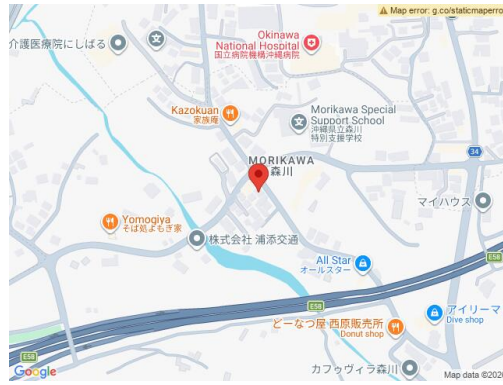 Map error: g.co/staticmaperro
介護医療院にしばる
Okinawa
National Hospital
国立病院機構沖縄病院
Kazokuan
家族庵
Morikawa Special
Support School
沖縄県立森川
特別支援学校
34
MORIKAWA
森川
マイハウス
Yomogiya
そば処よもぎ家
株式会社 浦添交通
All Star
オールスター
E58
E58
アイリーマ
Dive shop
どーなつ屋 西原販売所
Donut shop
E58
カフゥヴィラ森川
Google
Map data ©2026